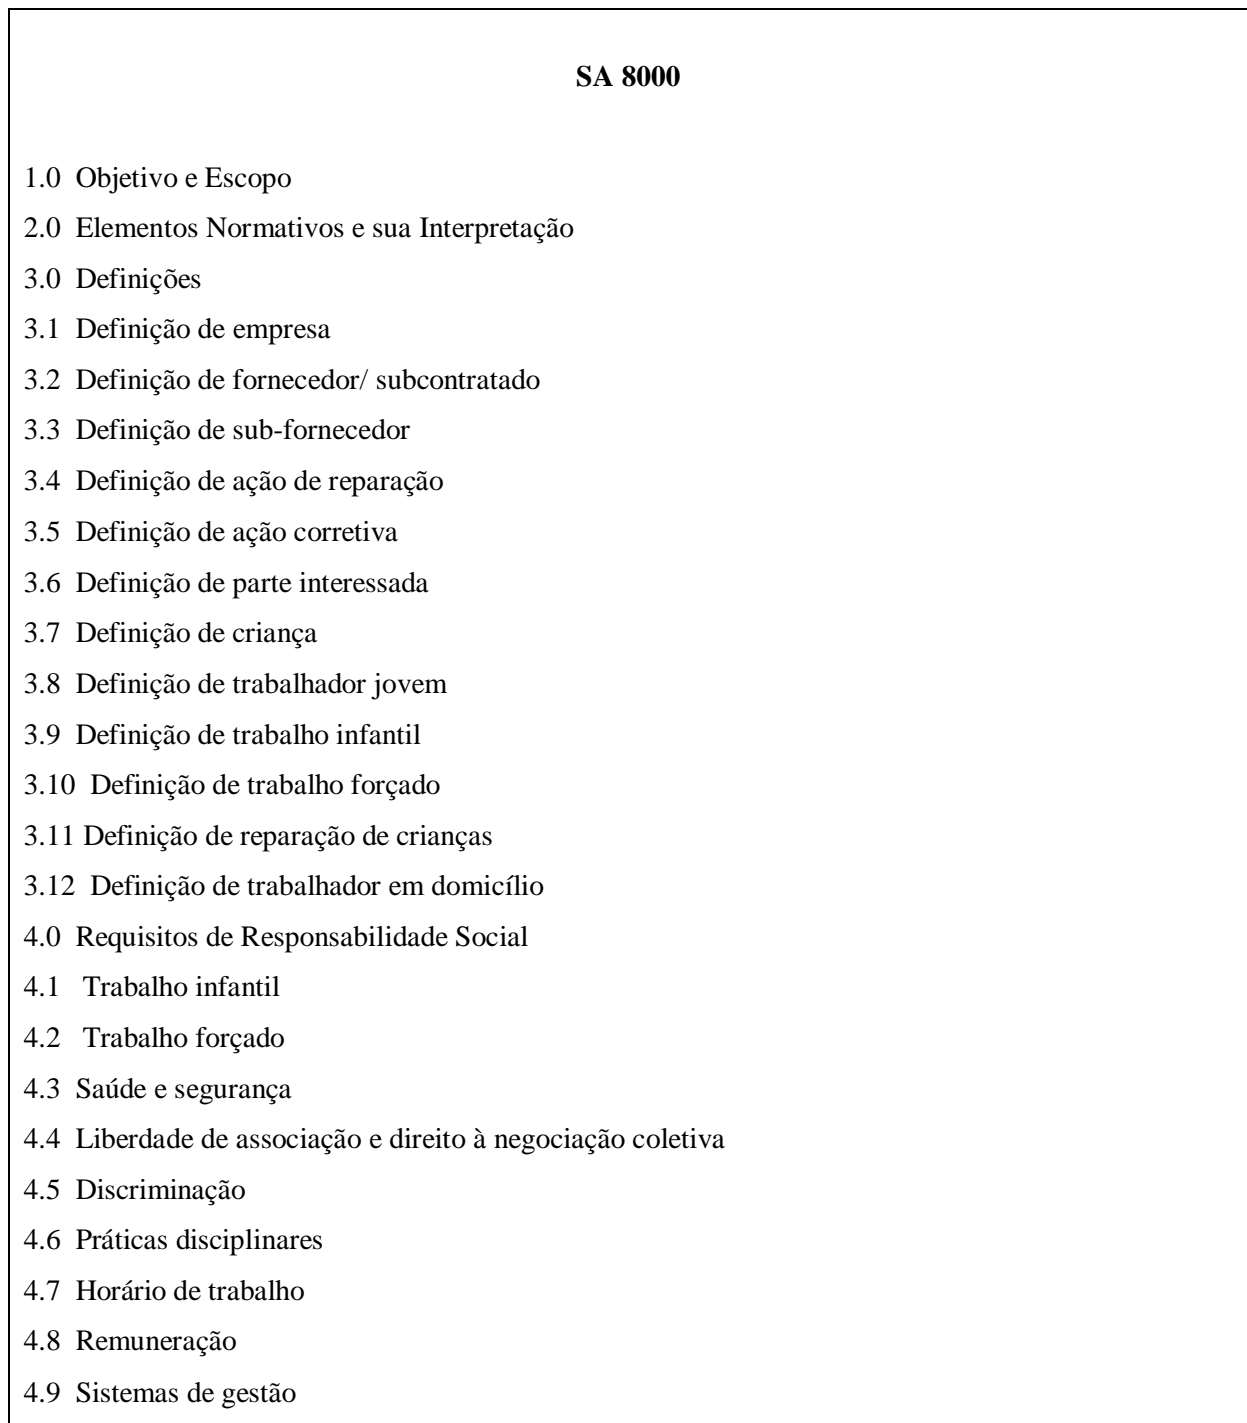 SA 8000
1.0 Objetivo e Escopo
2.0 Elementos Normativos e sua Interpretação
3.0 Definições
3.1 Definição de empresa
3.2 Definição de fornecedor/ subcontratado
3.3 Definição de sub-fornecedor
3.4 Definição de ação de reparação
3.5 Definição de ação corretiva
3.6 Definição de parte interessada
3.7 Definição de criança
3.8 Definição de trabalhador jovem
3.9 Definição de trabalho infantil
3.10 Definição de trabalho forçado
3.11 Definição de reparação de crianças
3.12 Definição de trabalhador em domicílio
4.0 Requisitos de Responsabilidade Social
4.1 Trabalho infantil
4.2 Trabalho forçado
4.3 Saúde e segurança
4.4 Liberdade de associação e direito à negociação coletiva
4.5 Discriminação
4.6 Práticas disciplinares
4.7 Horário de trabalho
4.8 Remuneração
4.9 Sistemas de gestão